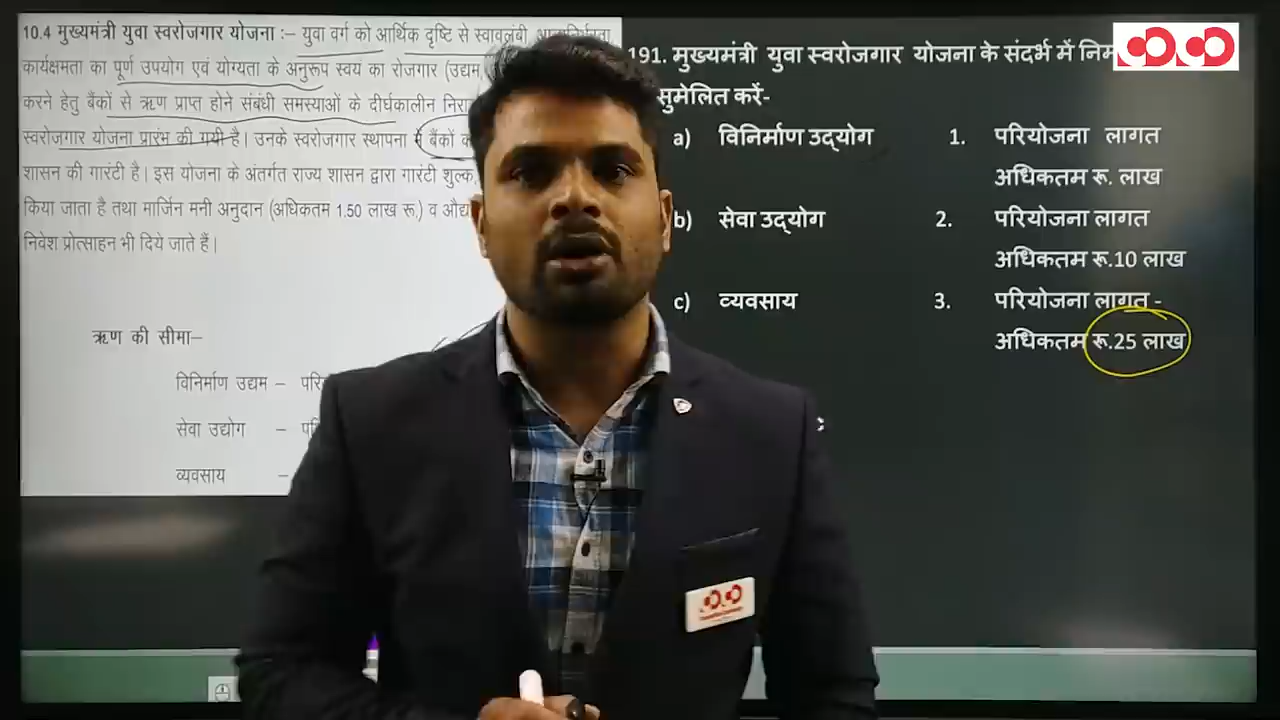 10.4 मुख्यमंत्री युवा स्वरोजगार योजना :– युवा वर्ग को आर्थिक दृष्टि से स्वावलंबी,
कार्यक्षमता का पूर्ण उपयोग एवं योग्यता के अनुरूप स्वय का रोजगार (उद्यम,
करने हेतु बैंकों से ऋण प्राप्त होने संबंधी समस्याओं के दीर्घकालीन
स्वरोजगार योजना प्रारंभ की गयी है। उनके स्वरोजगार स्थापना में बैंकों
शासन की गारंटी है। इस योजना के अंतर्गत राज्य शासन द्वारा गारंटी शुल्क,
किया जाता है तथा मार्जिन मनी अनुदान (अधिकतम 1.50 लाख रू.) व
निवेश प्रोत्साहन भी दिये जाते हैं।
ऋण की सीमा–
विनिर्माण उद्यम –
सेवा उद्योग –
व्यवसाय –
191. मुख्यमंत्री युवा स्वरोजगार योजना के संदर्भ में
सुमेलित करें-
a) विनिर्माण उद्योग 1. परियोजना लागत
अधिकतम रू. लाख
b) सेवा उद्योग 2. परियोजना लागत
अधिकतम रू.10 लाख
c) व्यवसाय 3. परियोजना लागत -
अधिकतम रू.25 लाख